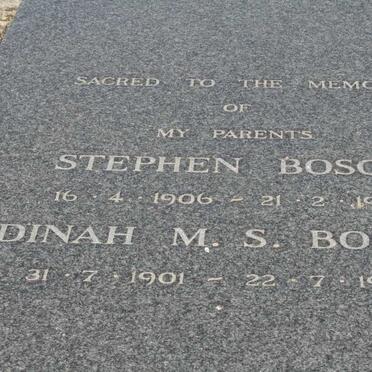 SACRED TO THE MEMO
OF
MY PARENTS
STEPHEN BOSC
16 · 4 · 1906 – 21 · 2 · 19
DINAH M. S. BO
31 · 7 · 1901 – 22 · 7 · 19